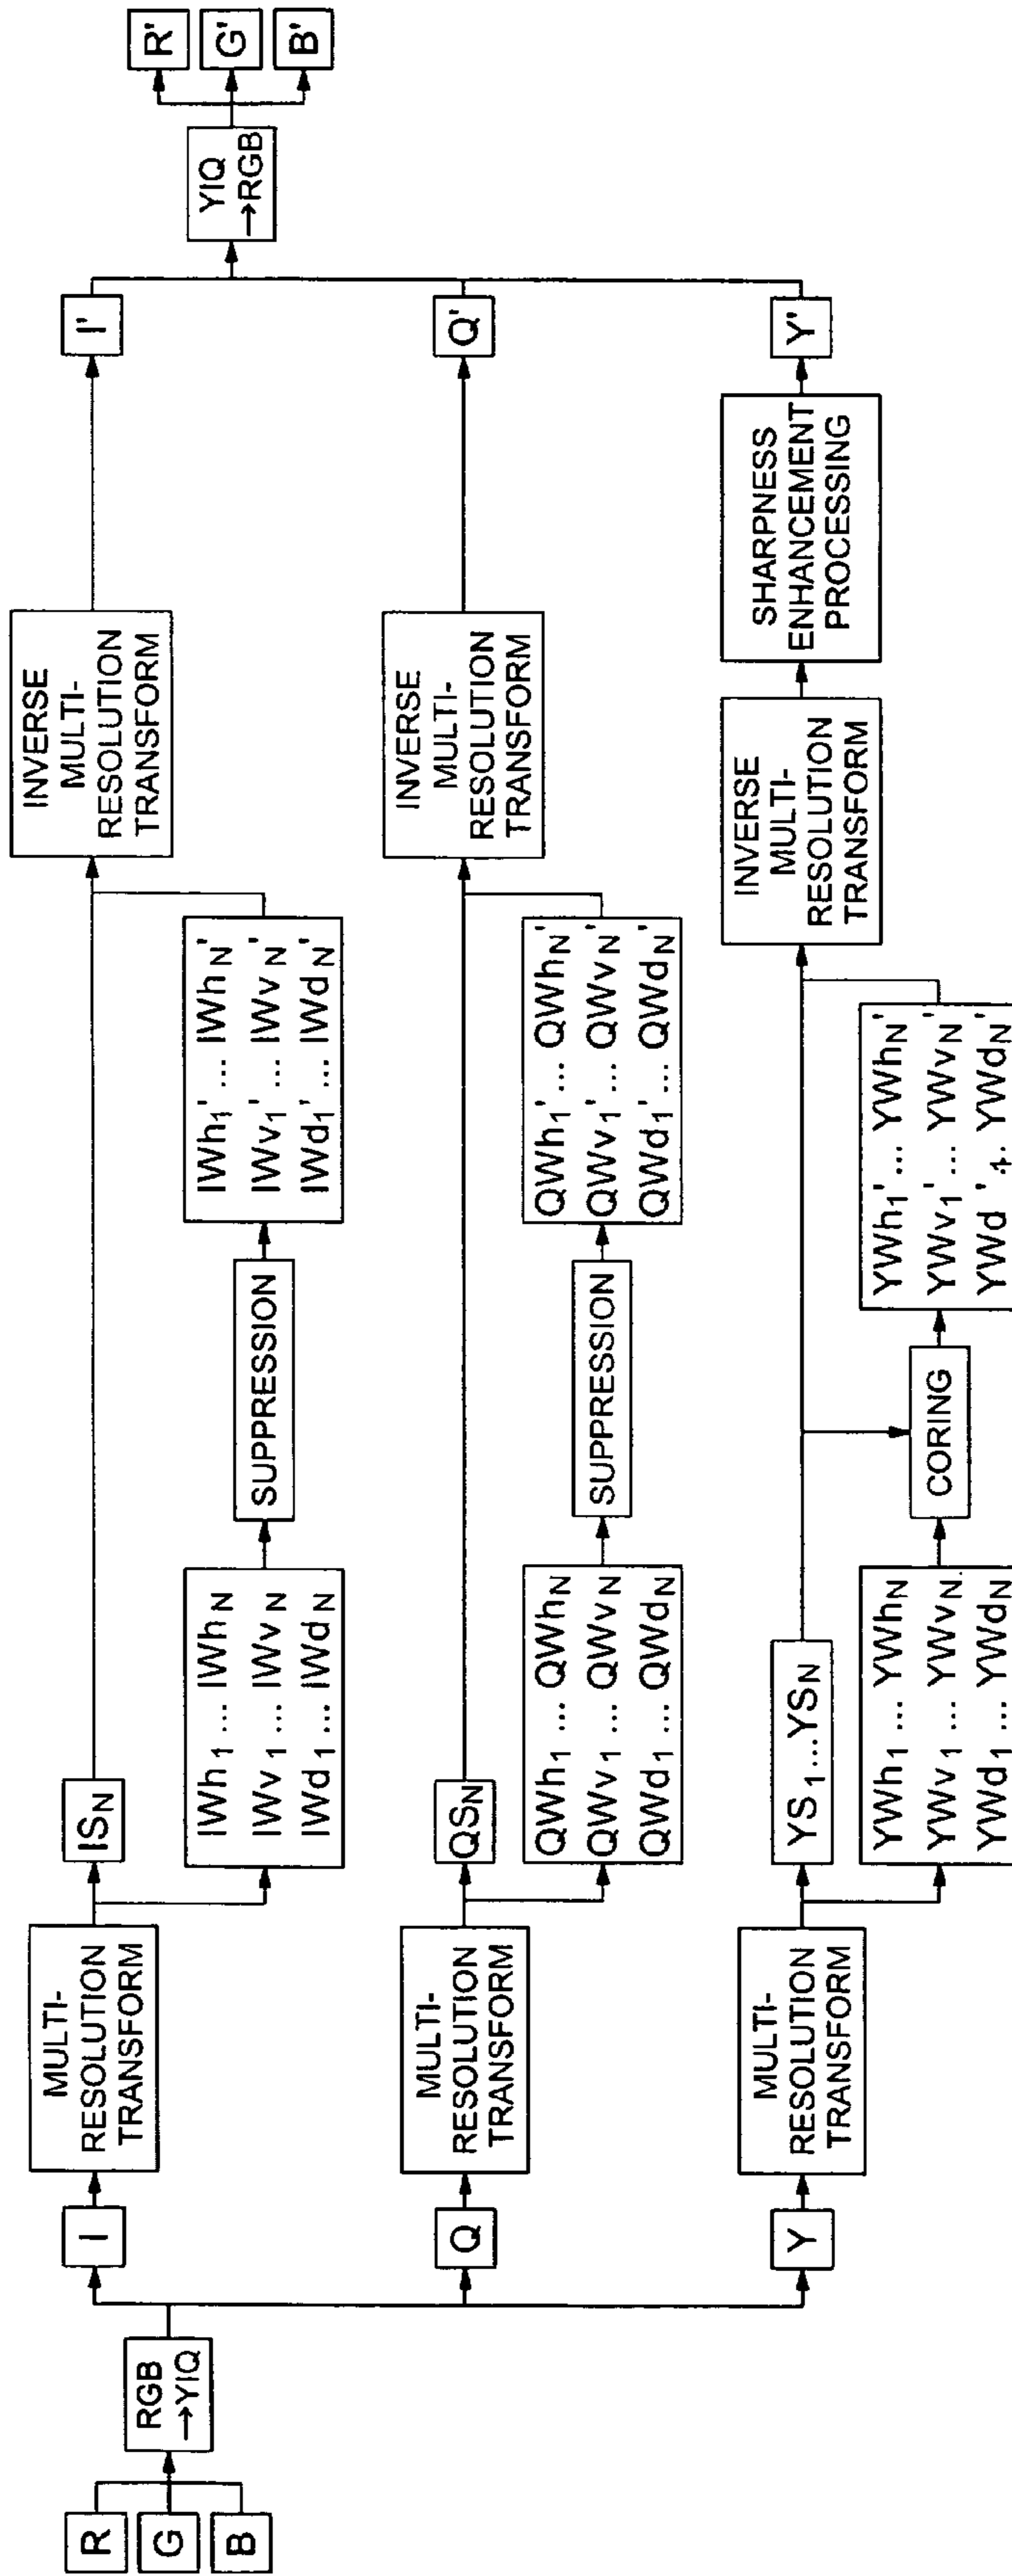 R
G
B
RGB
→YIQ
I
MULTI-
RESOLUTION
TRANSFORM
ISN
IWh1 ... IWhN
IWv1 ... IWvN
IWd1 ... IWdN
SUPPRESSION
IWh1' ... IWhN'
IWv1' ... IWvN'
IWd1' ... IWdN'
INVERSE
MULTI-
RESOLUTION
TRANSFORM
I'
Q
MULTI-
RESOLUTION
TRANSFORM
QSN
QWh1 ... QWhN
QWv1 ... QWvN
QWd1 ... QWdN
SUPPRESSION
QWh1' ... QWhN'
QWv1' ... QWvN'
QWd1' ... QWdN'
INVERSE
MULTI-
RESOLUTION
TRANSFORM
Q'
Y
MULTI-
RESOLUTION
TRANSFORM
YS1...YSN
YWh1 ... YWhN
YWv1 ... YWvN
YWd1 ... YWdN
CORING
YWh1' ... YWhN'
YWv1' ... YWvN'
YWd'1... YWdN'
INVERSE
MULTI-
RESOLUTION
TRANSFORM
SHARPNESS
ENHANCEMENT
PROCESSING
Y'
YIQ
→RGB
R'
G'
B'